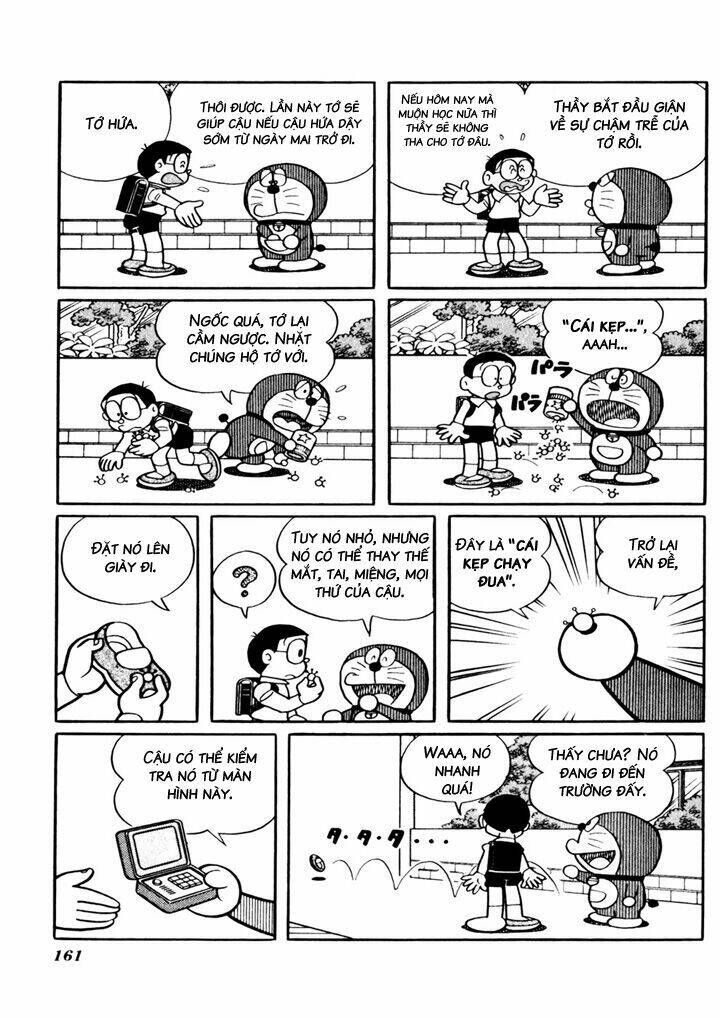 THẦY BẮT ĐẦU GIẬN
VỀ SỰ CHẬM TRỄ CỦA
TỚ RỒI.
NẾU HÔM NAY MÀ
MUỘN HỌC NỮA THÌ
THẦY SẼ KHÔNG
THA CHO TỚ ĐÂU.
THÔI ĐƯỢC. LẦN NÀY TỚ SẼ
GIÚP CẬU NẾU CẬU HỨA DẬY
SỚM TỪ NGÀY MAI TRỞ ĐI.
TỚ HỨA.
"CÁI KẸP...",
AAAH...
パラ
パラ
NGỐC QUÁ, TỚ LẠI
CẦM NGƯỢC. NHẶT
CHÚNG HỘ TỚ VỚI.
TRỞ LẠI
VẤN ĐỀ,
ĐÂY LÀ "CÁI
KẸP CHẠY
ĐUA".
TUY NÓ NHỎ, NHƯNG
NÓ CÓ THỂ THAY THẾ
MẮT, TAI, MIỆNG, MỌI
THỨ CỦA CẬU.
?
ĐẶT NÓ LÊN
GIÀY ĐI.
THẤY CHƯA? NÓ
ĐANG ĐI ĐẾN
TRƯỜNG ĐẤY.
WAAA, NÓ
NHANH
QUÁ!
タ・タ・タ・・・
CẬU CÓ THỂ KIỂM
TRA NÓ TỪ MÀN
HÌNH NÀY.
161